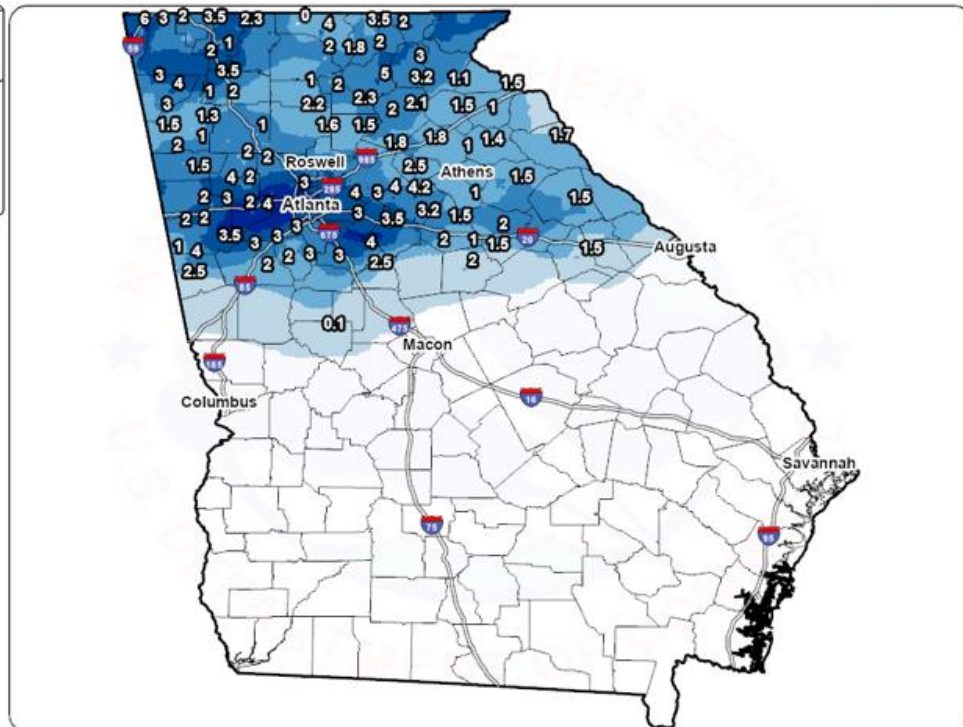 6 3 2 3.5 2.3 0 4 3.5 2
2 1 2 1.8 2 3
3 4 3.5 1 2 5 3.2 1.1 1.5
1 2
3 2.2 2.3 2 2.1 1.5 1
1.5 1.3 1 1.6 1.5 1.7
2 1 1.8 1.8 1 1.4
2 2 Roswell 985
1.5 2.5 Athens
4 2 3 285 4 3 4 4.2 1 1.5
2 3 2 4 Atlanta 3 3.5 3.2 1.5 1.5
2 2 3 2
3.5 3 3 675 4 2 1 1.5 20 1.5 Augusta
1 4 2 2 3 3 2.5 2
2.5
85
0.1 475
Macon
185
Columbus
16
Savannah
75
95
59